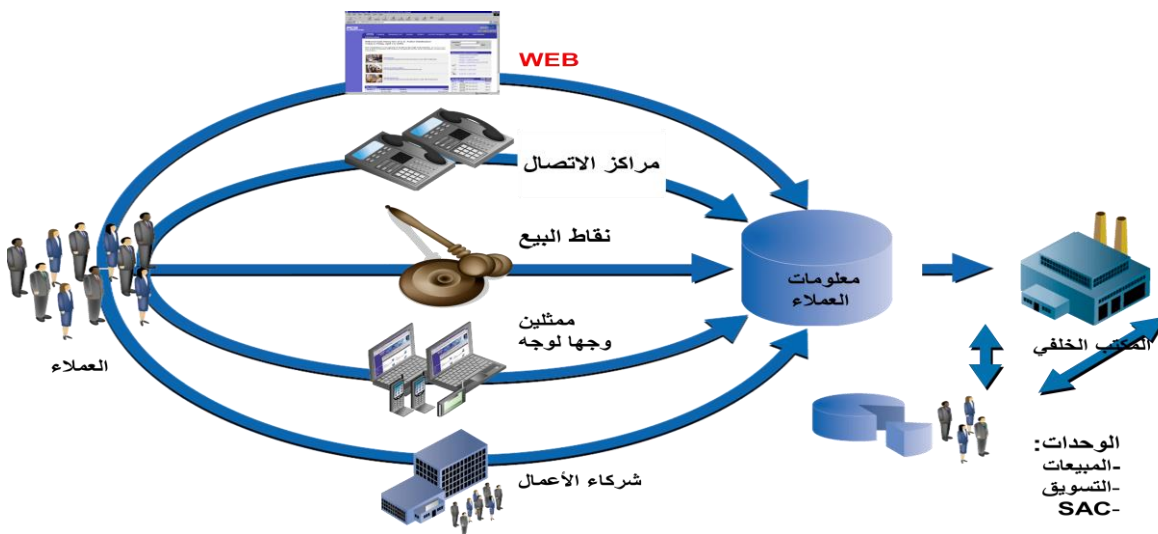 WEB
مراكز الاتصال
نقاط البيع
معلومات
العملاء
ممثلين
وجها لوجه
العملاء
المكتب الخلفي
شركاء الأعمال
الوحدات:
-المبيعات
-التسويق
-SAC